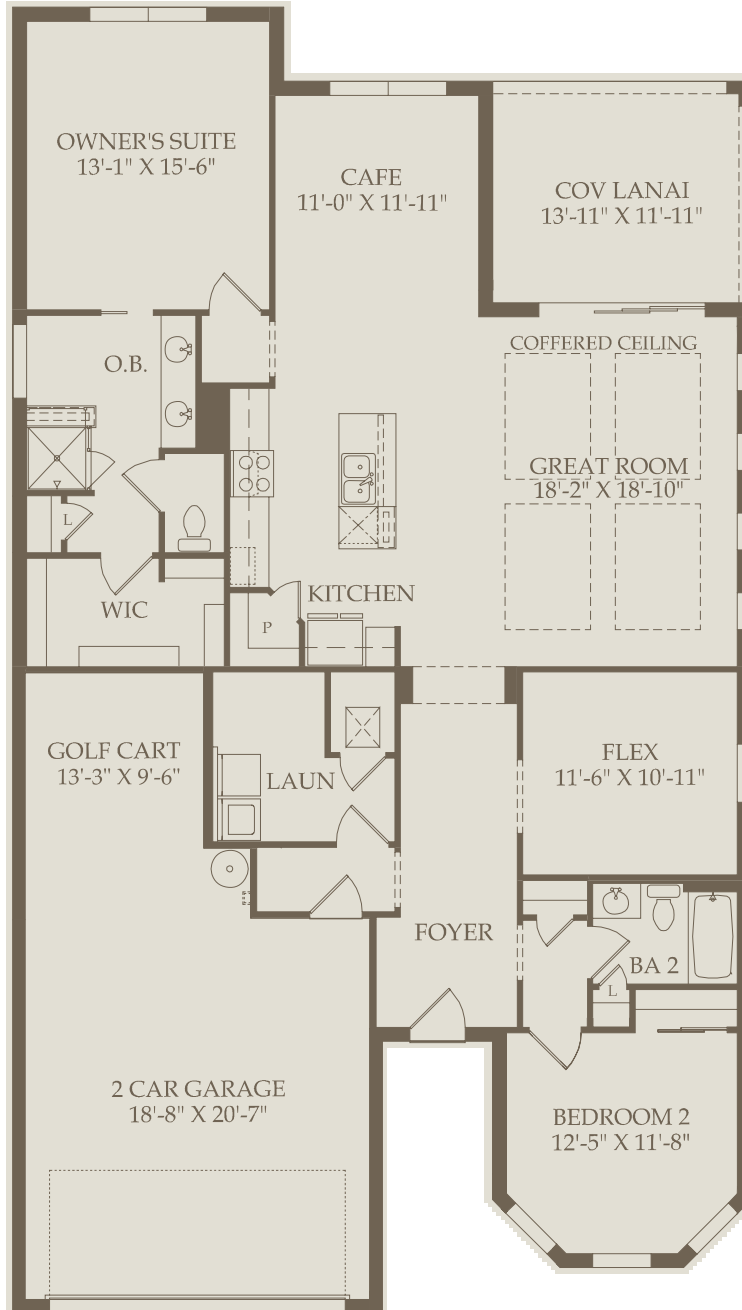 OWNER'S SUITE
13'-1" X 15'-6"
CAFE
11'-0" X 11'-11"
COV LANAI
13'-11" X 11'-11"
O.B.
COFFERED CEILING
GREAT ROOM
18'-2" X 18'-10"
L
WIC
KITCHEN
P
GOLF CART
13'-3" X 9'-6"
LAUN
FLEX
11'-6" X 10'-11"
FOYER
BA 2
L
2 CAR GARAGE
18'-8" X 20'-7"
BEDROOM 2
12'-5" X 11'-8"